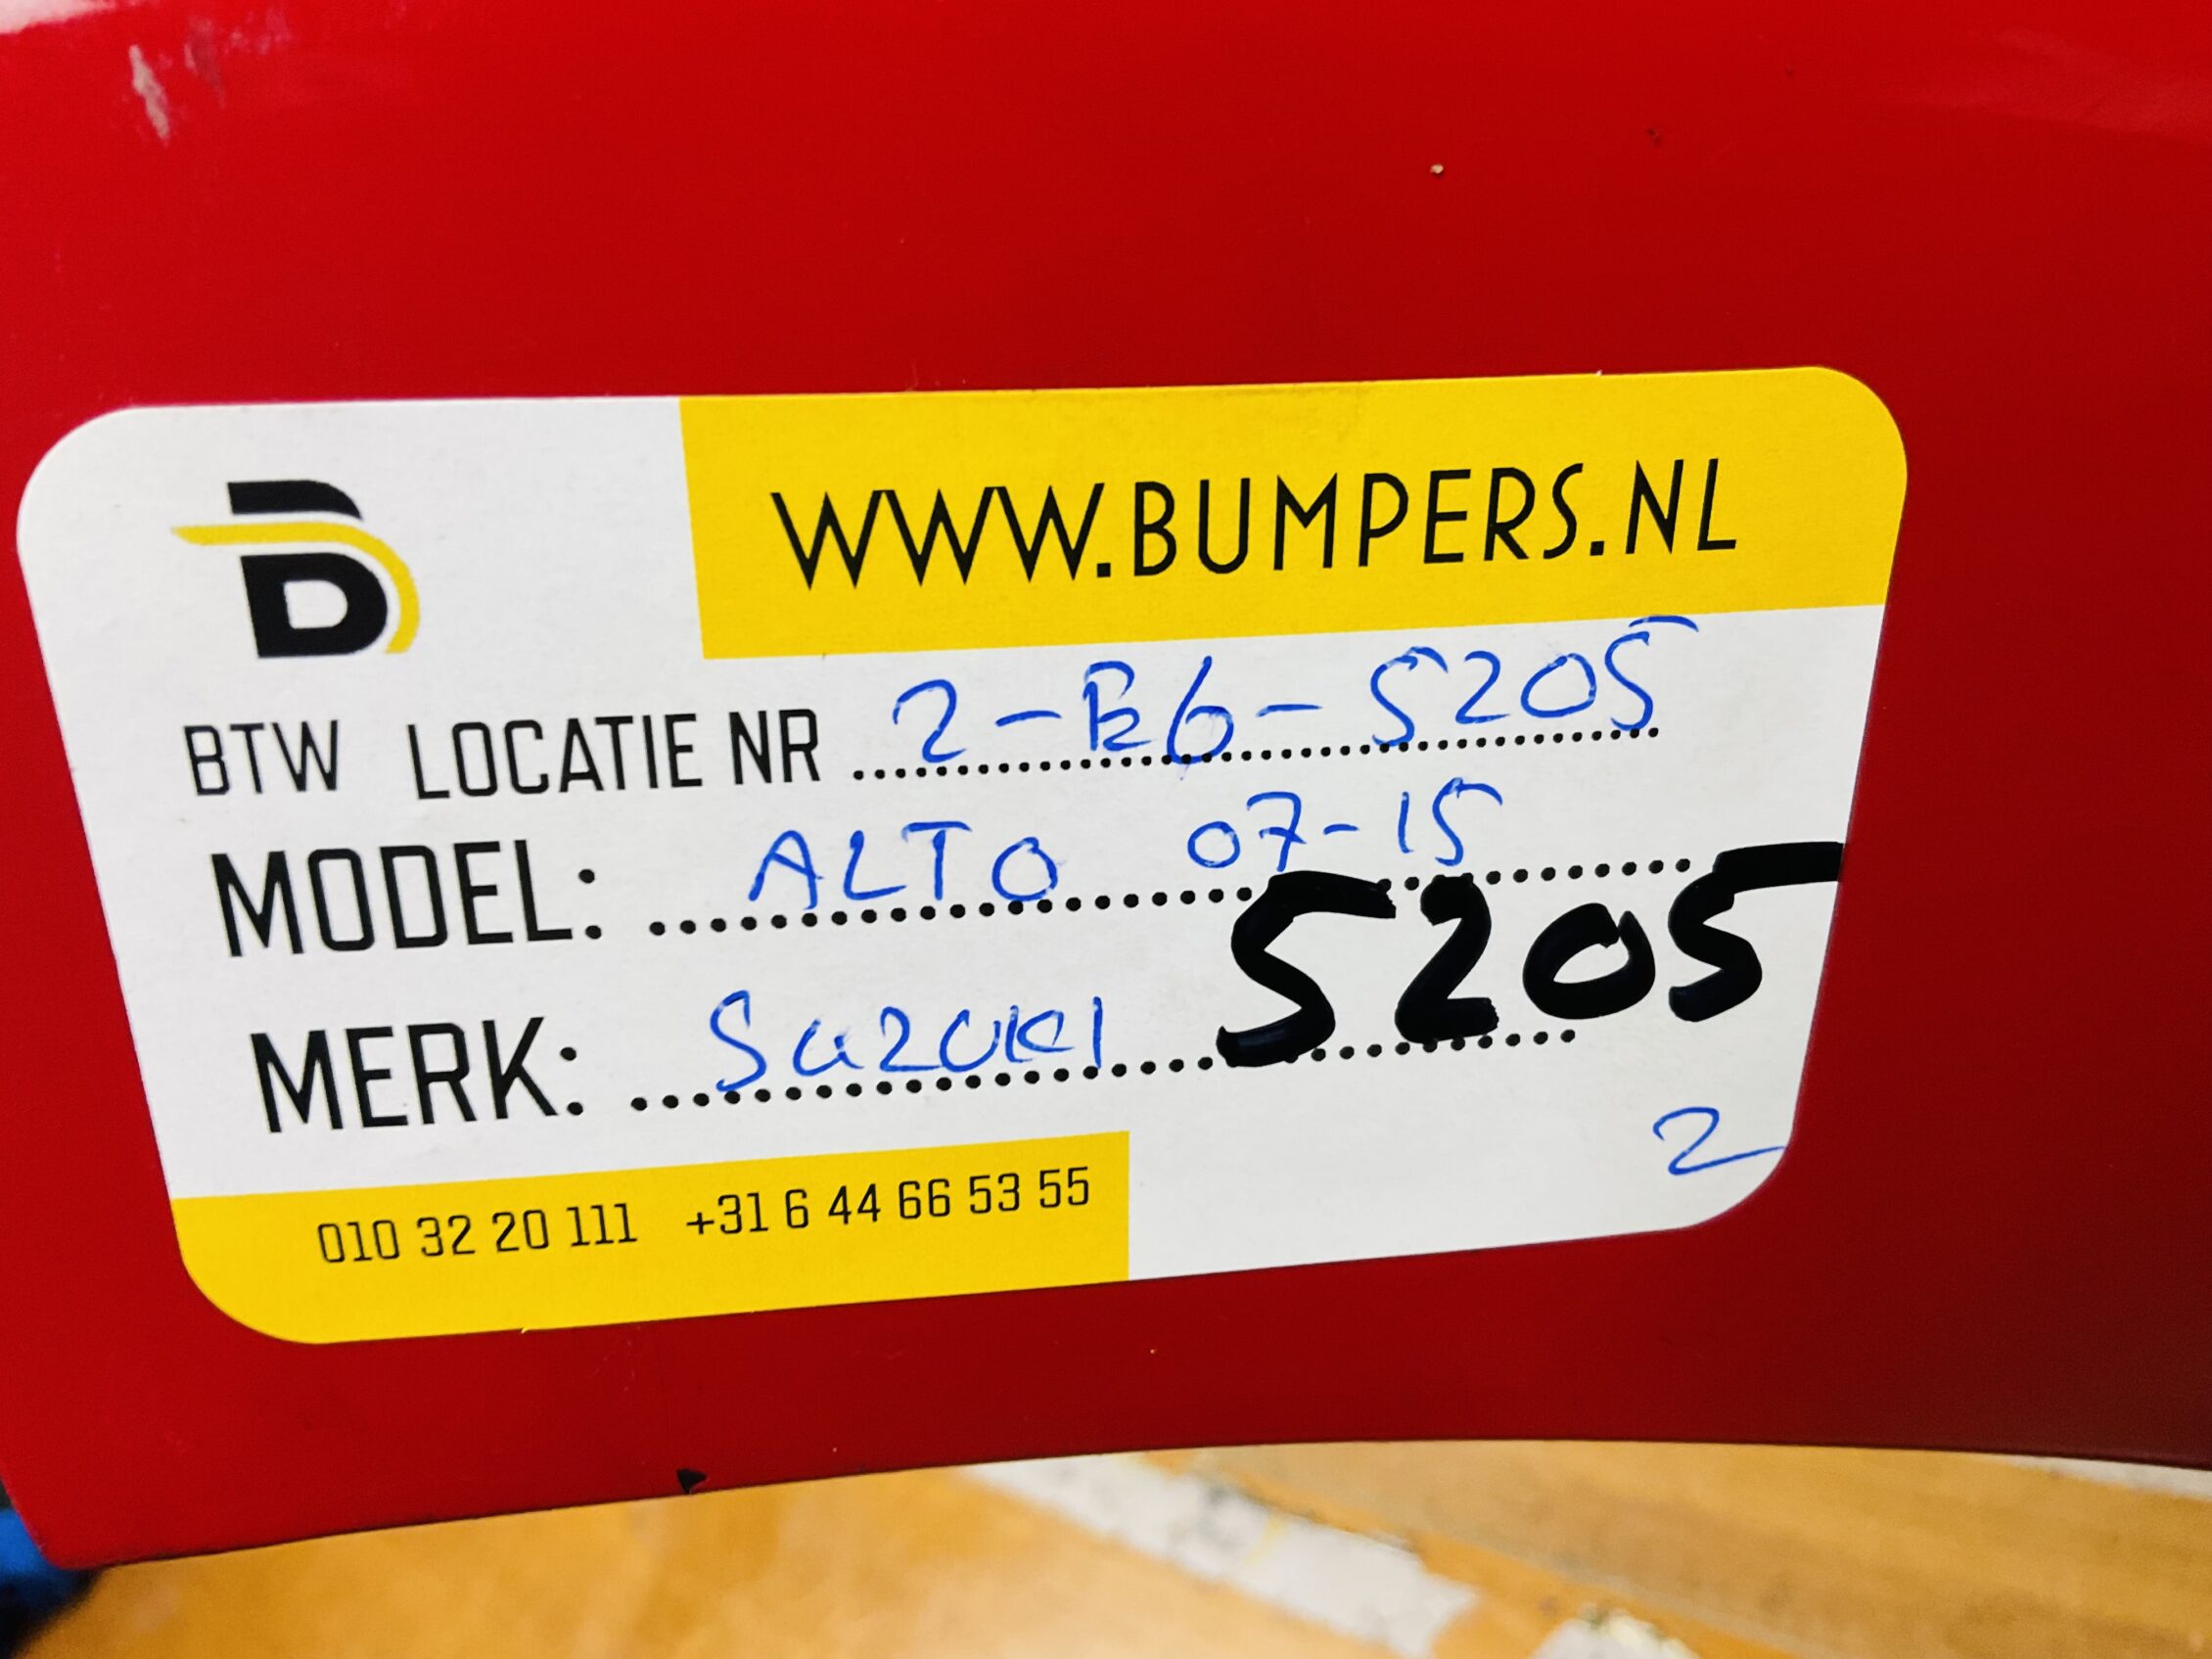 WWW.BUMPERS.NL
BTW LOCATIE NR 2-B6-5205
MODEL: ALTO 07-15
5205
MERK: SUZUKI
2
010 32 20 111 +31 6 44 66 53 55